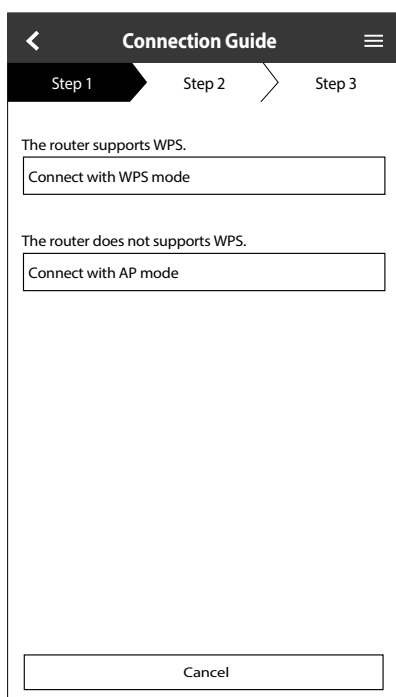 Connection Guide
Step 1 Step 2 Step 3
The router supports WPS.
Connect with WPS mode
The router does not supports WPS.
Connect with AP mode
Cancel